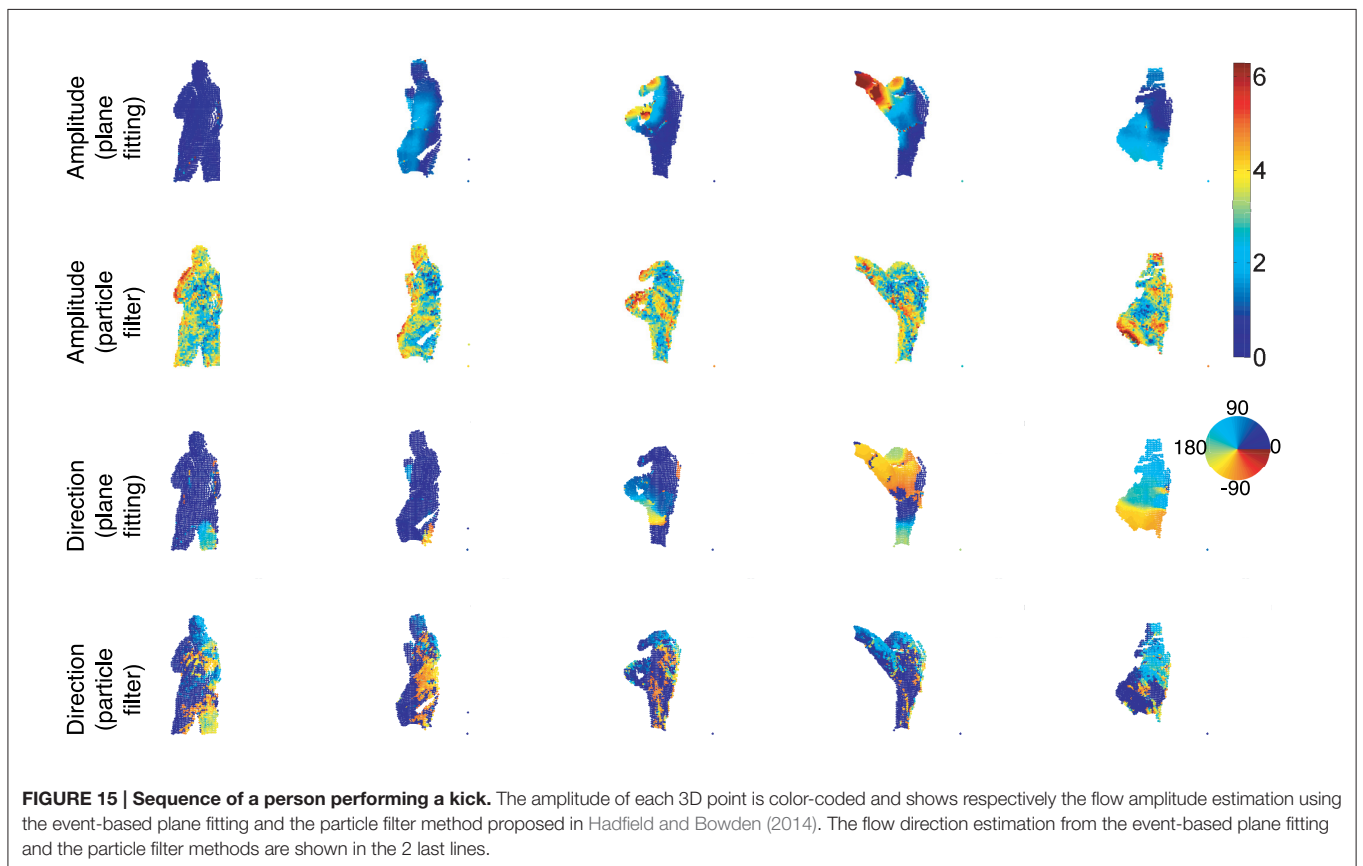 Amplitude
(plane
fitting)
6
4
2
0
Amplitude
(particle
filter)
Direction
(plane
fitting)
90
180
0
-90
Direction
(particle
filter)
FIGURE 15 | Sequence of a person performing a kick. The amplitude of each 3D point is color-coded and shows respectively the flow amplitude estimation using
the event-based plane fitting and the particle filter method proposed in Hadfield and Bowden (2014). The flow direction estimation from the event-based plane fitting
and the particle filter methods are shown in the 2 last lines.